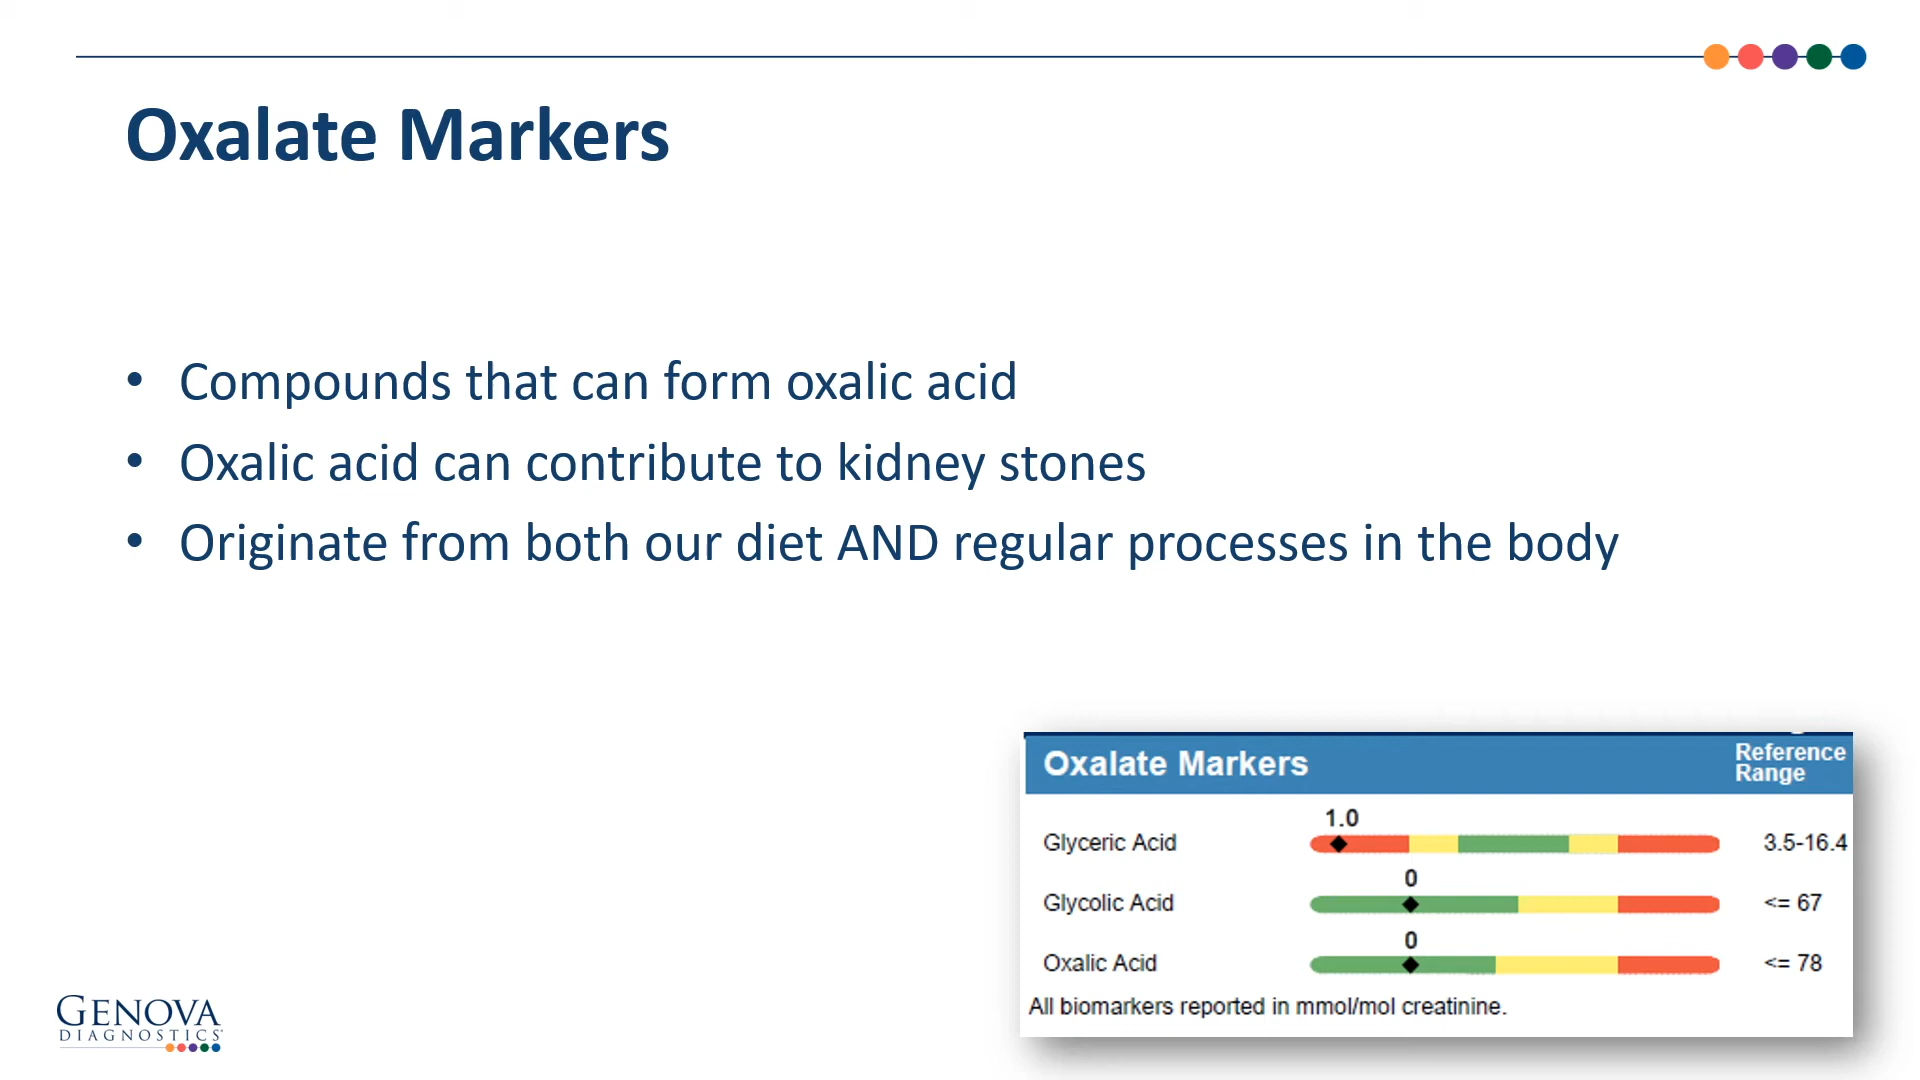 Oxalate Markers
• Compounds that can form oxalic acid
• Oxalic acid can contribute to kidney stones
• Originate from both our diet AND regular processes in the body
Oxalate Markers
Reference
Range
1.0
Glyceric Acid
3.5-16.4
0
Glycolic Acid
<= 67
0
Oxalic Acid
<= 78
All biomarkers reported in mmol/mol creatinine.
GENOVA
DIAGNOSTICS